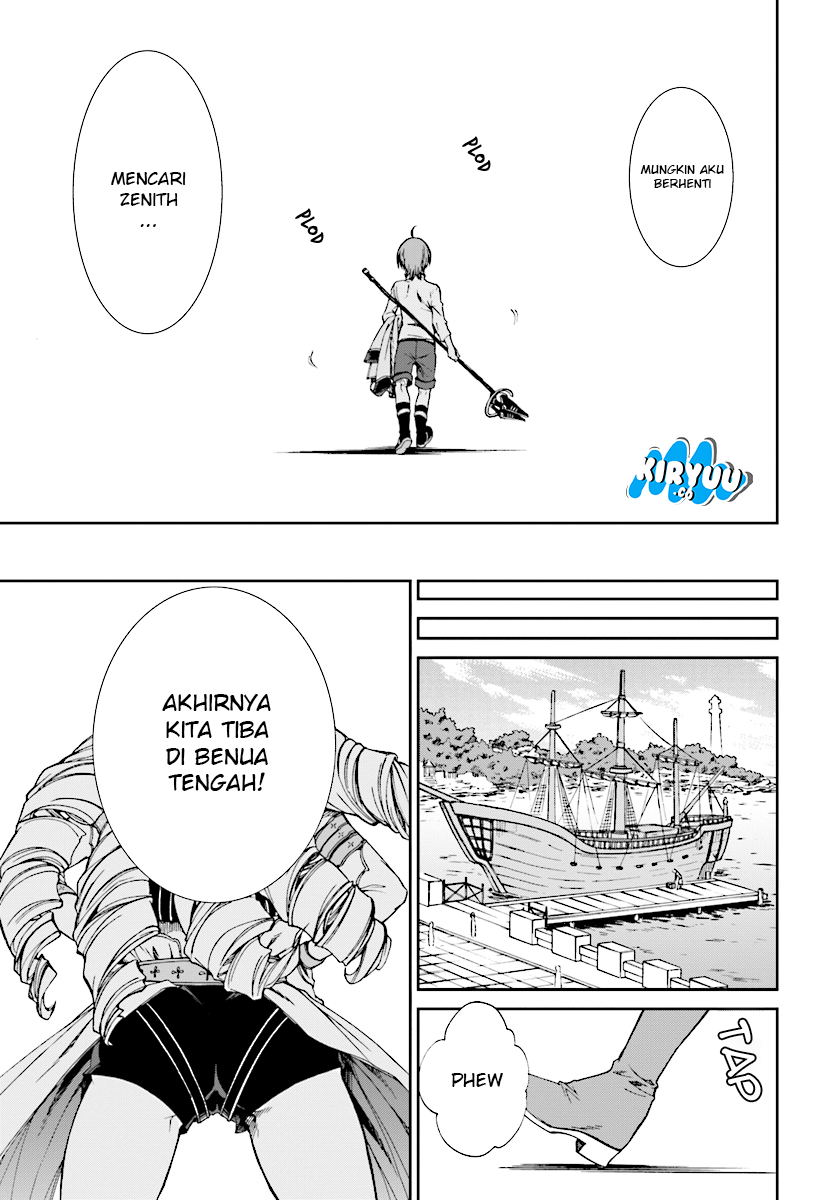 MUNGKIN AKU
BERHENTI
PLOD
MENCARI
ZENITH
...
PLOD
KIRYUU
.CO
PHEW
TAP
AKHIRNYA
KITA TIBA
DI BENUA
TENGAH!